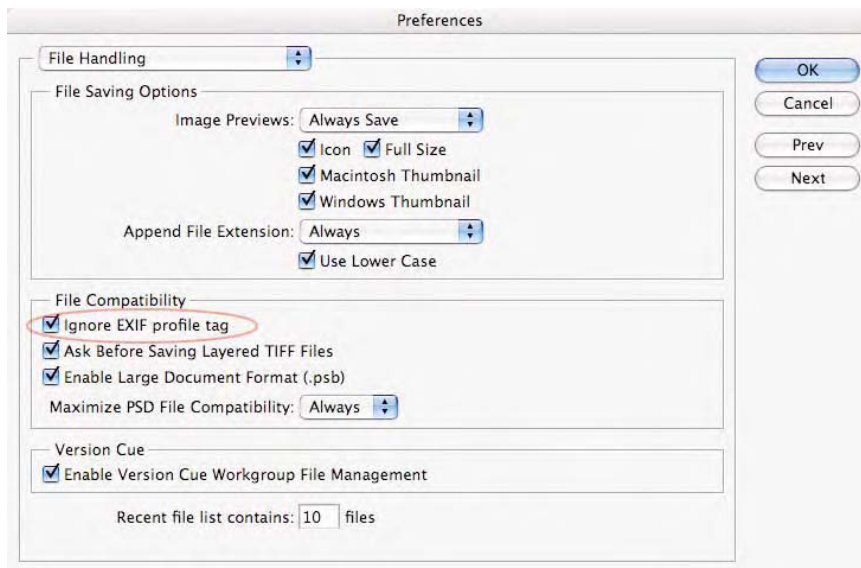 Preferences
File Handling
OK
File Saving Options
Cancel
Image Previews: Always Save
Prev
Icon Full Size
Macintosh Thumbnail
Next
Windows Thumbnail
Append File Extension: Always
Use Lower Case
File Compatibility
Ignore EXIF profile tag
Ask Before Saving Layered TIFF Files
Enable Large Document Format (.psb)
Maximize PSD File Compatibility: Always
Version Cue
Enable Version Cue Workgroup File Management
Recent file list contains: 10 files